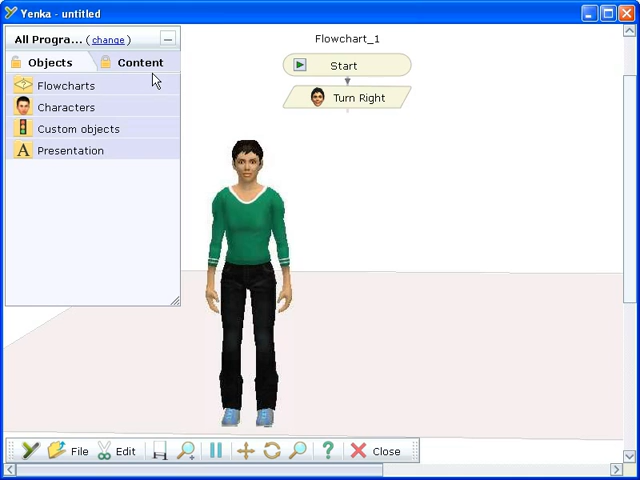 Yenka - untitled
All Progra... (change)
Objects
Content
Flowcharts
Characters
Custom objects
A Presentation
Flowchart_1
Start
Turn Right
File
Edit
?
Close